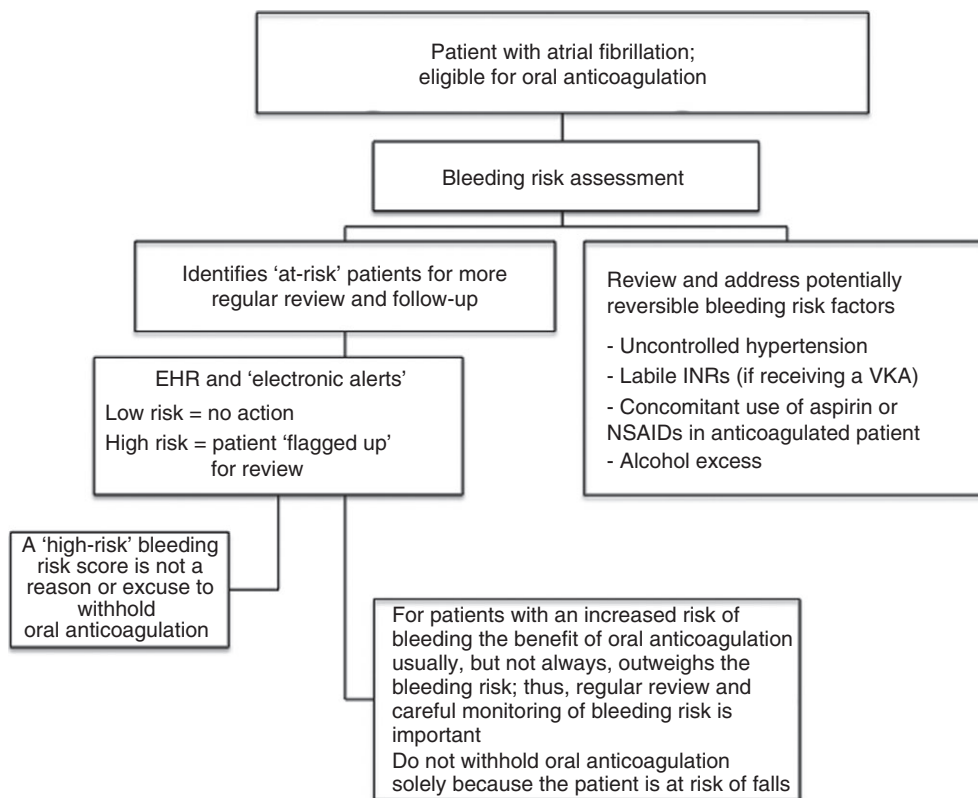 Patient with atrial fibrillation;
eligible for oral anticoagulation
Bleeding risk assessment
Identifies ‘at-risk’ patients for more
regular review and follow-up
Review and address potentially
reversible bleeding risk factors
- Uncontrolled hypertension
- Labile INRs (if receiving a VKA)
- Concomitant use of aspirin or
NSAIDs in anticoagulated patient
- Alcohol excess
EHR and ‘electronic alerts’
Low risk = no action
High risk = patient ‘flagged up’
for review
A ‘high-risk’ bleeding
risk score is not a
reason or excuse to
withhold
oral anticoagulation
For patients with an increased risk of
bleeding the benefit of oral anticoagulation
usually, but not always, outweighs the
bleeding risk; thus, regular review and
careful monitoring of bleeding risk is
important
Do not withhold oral anticoagulation
solely because the patient is at risk of falls